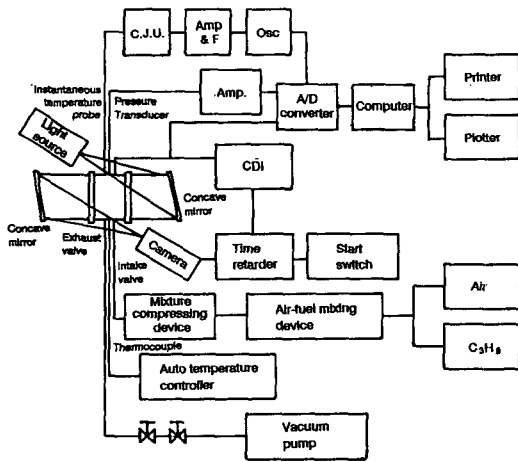 C.J.U.
Amp
& F
Osc
Instantaneous
temperature
probe
Pressure
Transducer
.Amp.
A/D
converter
Computer
Printer
Plotter
Light
source
CDI
Concave
mirror
Concave
mirror
Exhaust
valve
Camera
Intake
valve
Time
retarder
Start
switch
Mixture
compressing
device
Air-fuel mixing
device
Air
C₃H₈
Thermocouple
Auto temperature
controller
Vacuum
pump